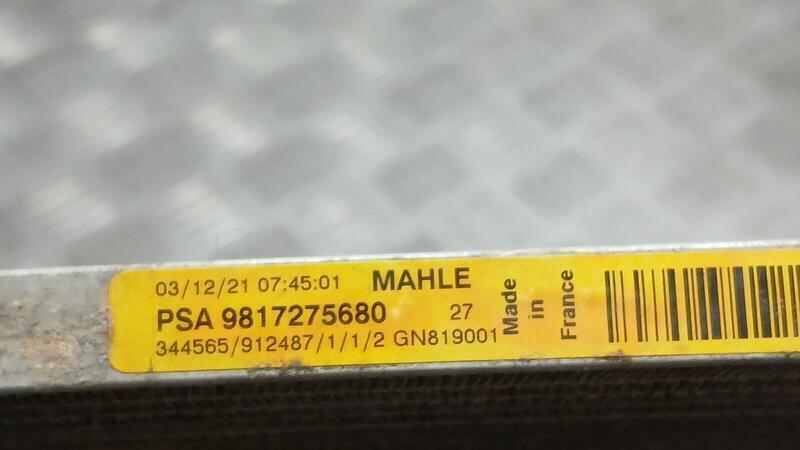 03/12/21 07:45:01 MAHLE
PSA 9817275680 27
344565/912487/1/1/2 GN819001
Made
in
France